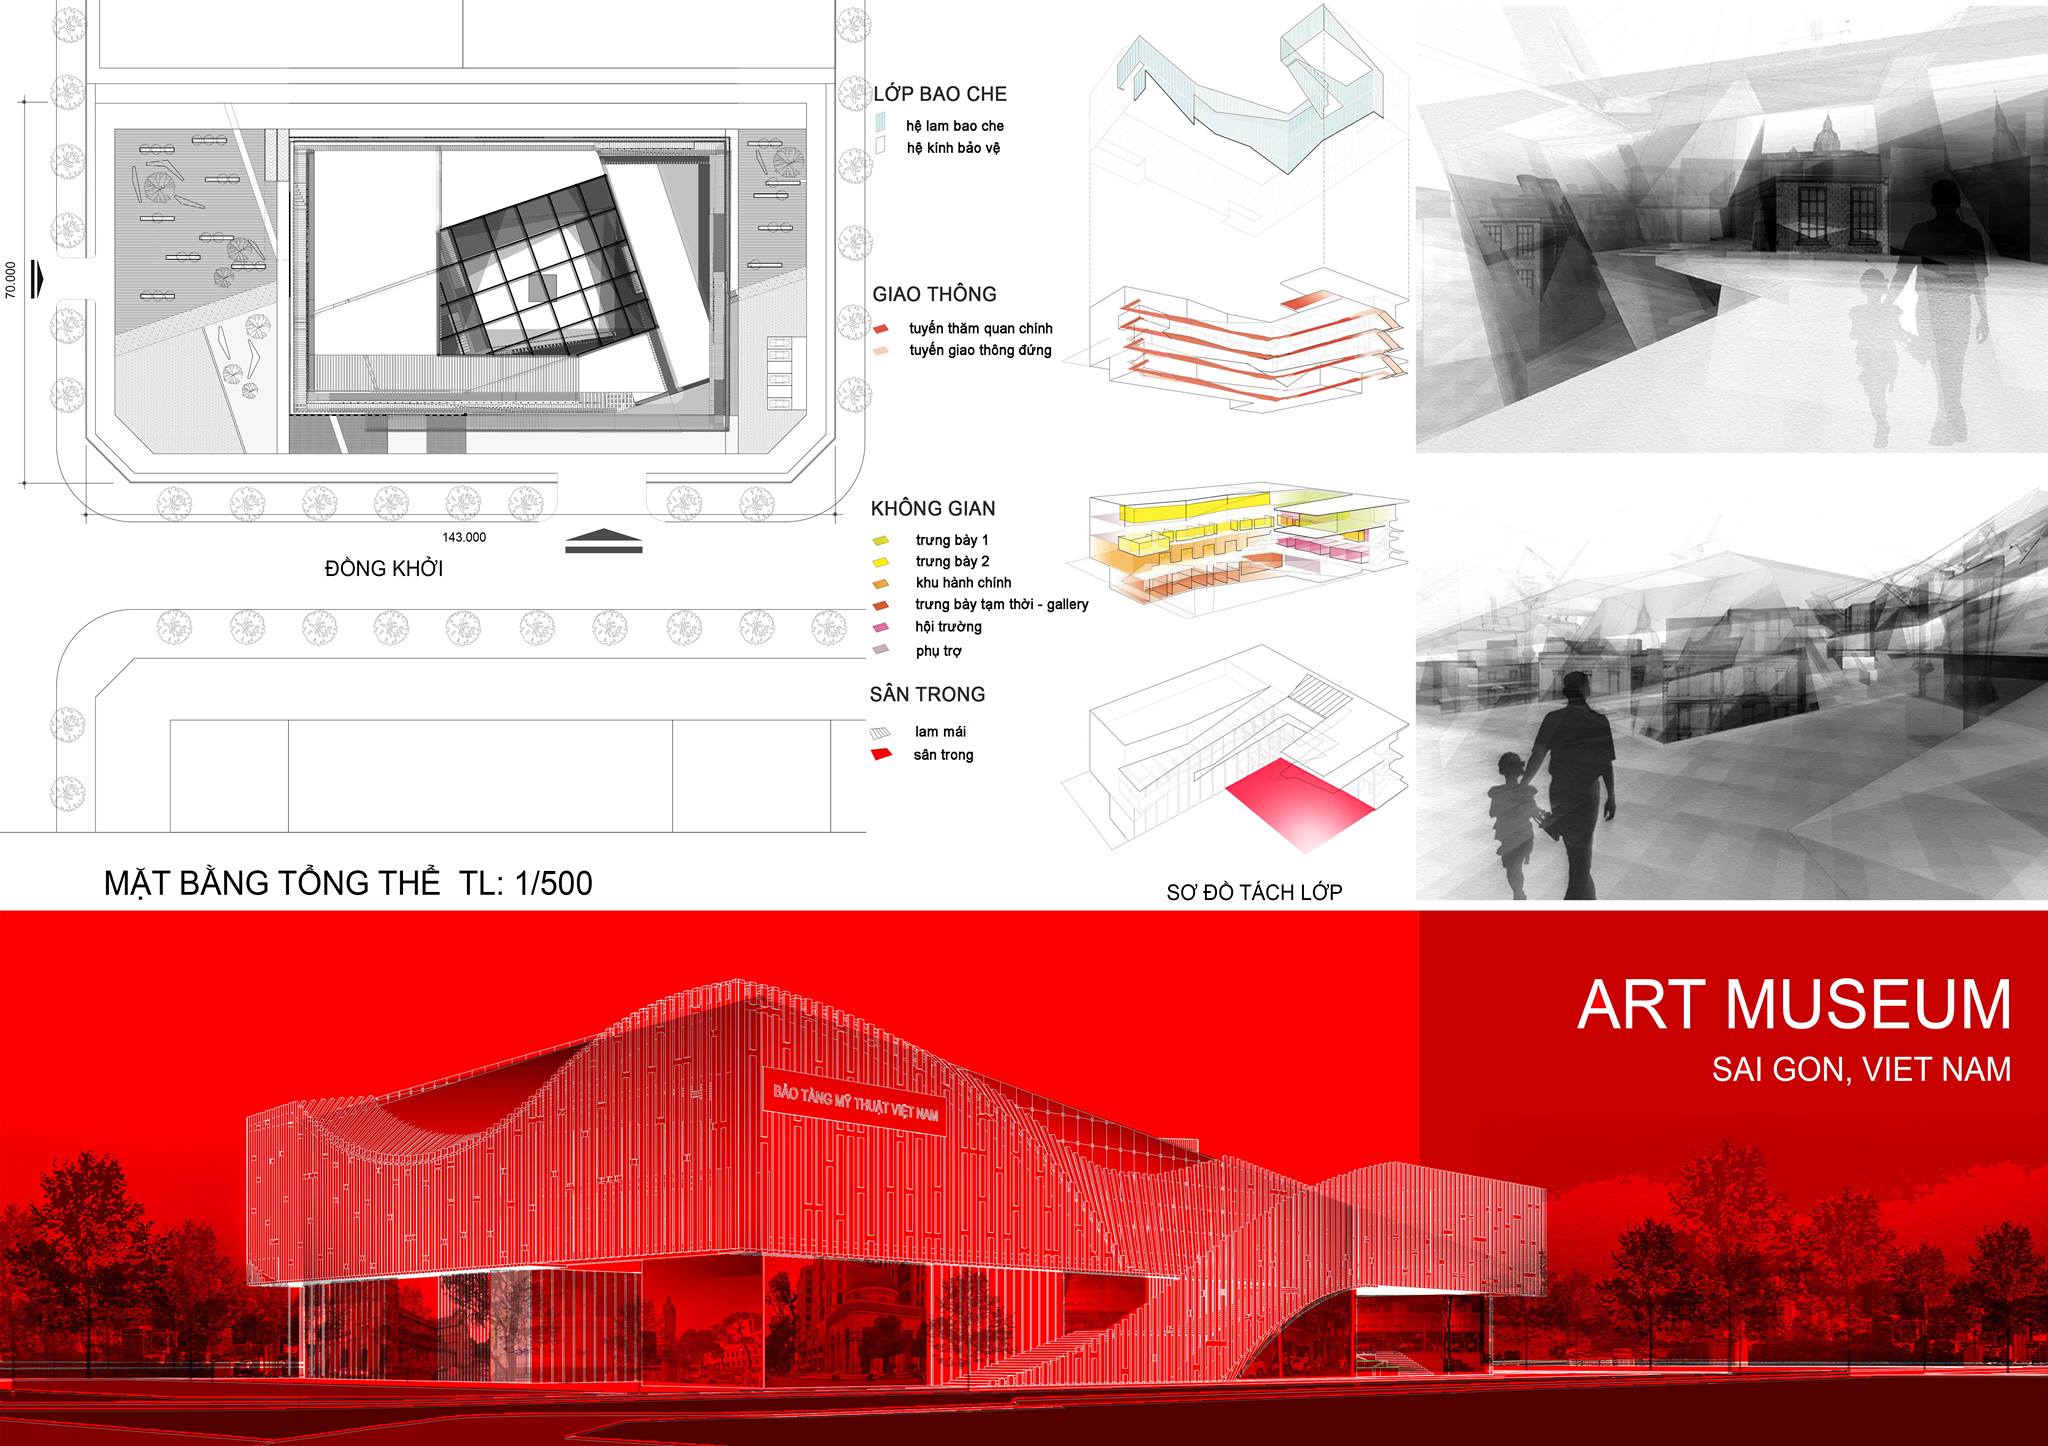 70.000
143.000
ĐỒNG KHỞI
MẶT BẰNG TỔNG THỂ TL: 1/500
LỚP BAO CHE
hệ lam bao che
hệ kính bảo vệ
GIAO THÔNG
tuyến thăm quan chính
tuyến giao thông đứng
KHÔNG GIAN
trưng bày 1
trưng bày 2
khu hành chính
trưng bày tạm thời - gallery
hội trường
phụ trợ
SÂN TRONG
lam mái
sân trong
SƠ ĐỒ TÁCH LỚP
ART MUSEUM
SAI GON, VIET NAM
BẢO TÀNG MỸ THUẬT VIỆT NAM